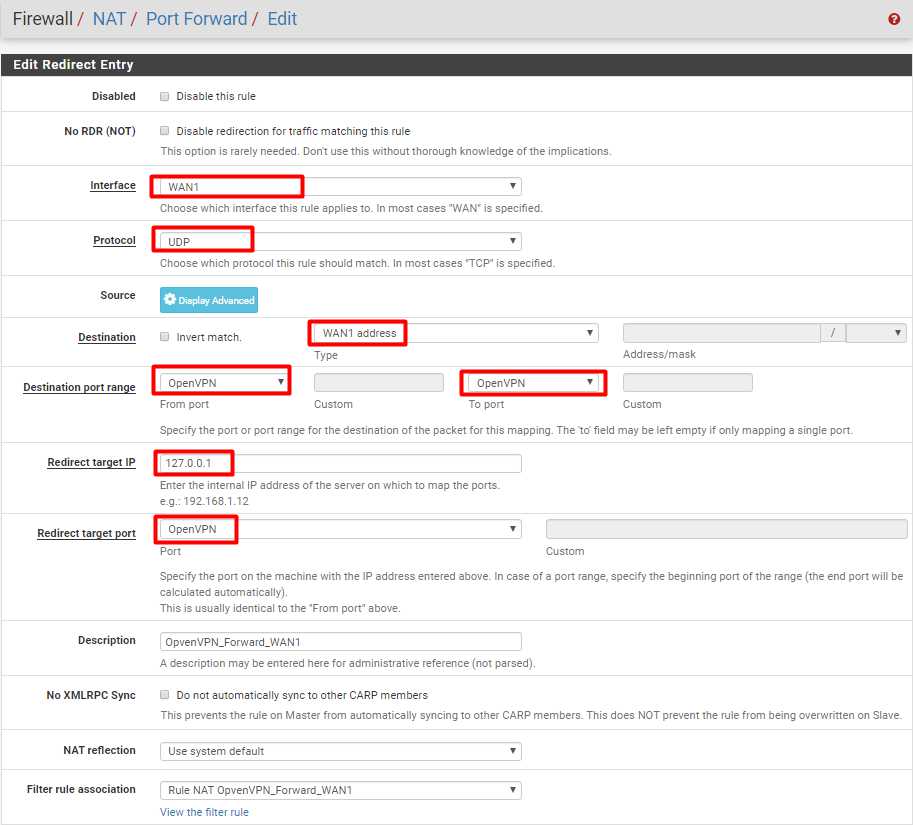 Firewall / NAT / Port Forward / Edit
?
Edit Redirect Entry
Disabled
Disable this rule
No RDR (NOT)
Disable redirection for traffic matching this rule
This option is rarely needed. Don't use this without thorough knowledge of the implications.
Interface
WAN1
Choose which interface this rule applies to. In most cases "WAN" is specified.
Protocol
UDP
Choose which protocol this rule should match. In most cases "TCP" is specified.
Source
Display Advanced
Destination
Invert match.
WAN1 address
/
Type
Address/mask
Destination port range
OpenVPN
OpenVPN
From port
Custom
To port
Custom
Specify the port or port range for the destination of the packet for this mapping. The 'to' field may be left empty if only mapping a single port.
Redirect target IP
127.0.0.1
Enter the internal IP address of the server on which to map the ports.
e.g.: 192.168.1.12
Redirect target port
OpenVPN
Port
Custom
Specify the port on the machine with the IP address entered above. In case of a port range, specify the beginning port of the range (the end port will be
calculated automatically).
This is usually identical to the "From port" above.
Description
OpvenVPN_Forward_WAN1
A description may be entered here for administrative reference (not parsed).
No XMLRPC Sync
Do not automatically sync to other CARP members
This prevents the rule on Master from automatically syncing to other CARP members. This does NOT prevent the rule from being overwritten on Slave.
NAT reflection
Use system default
Filter rule association
Rule NAT OpvenVPN_Forward_WAN1
View the filter rule